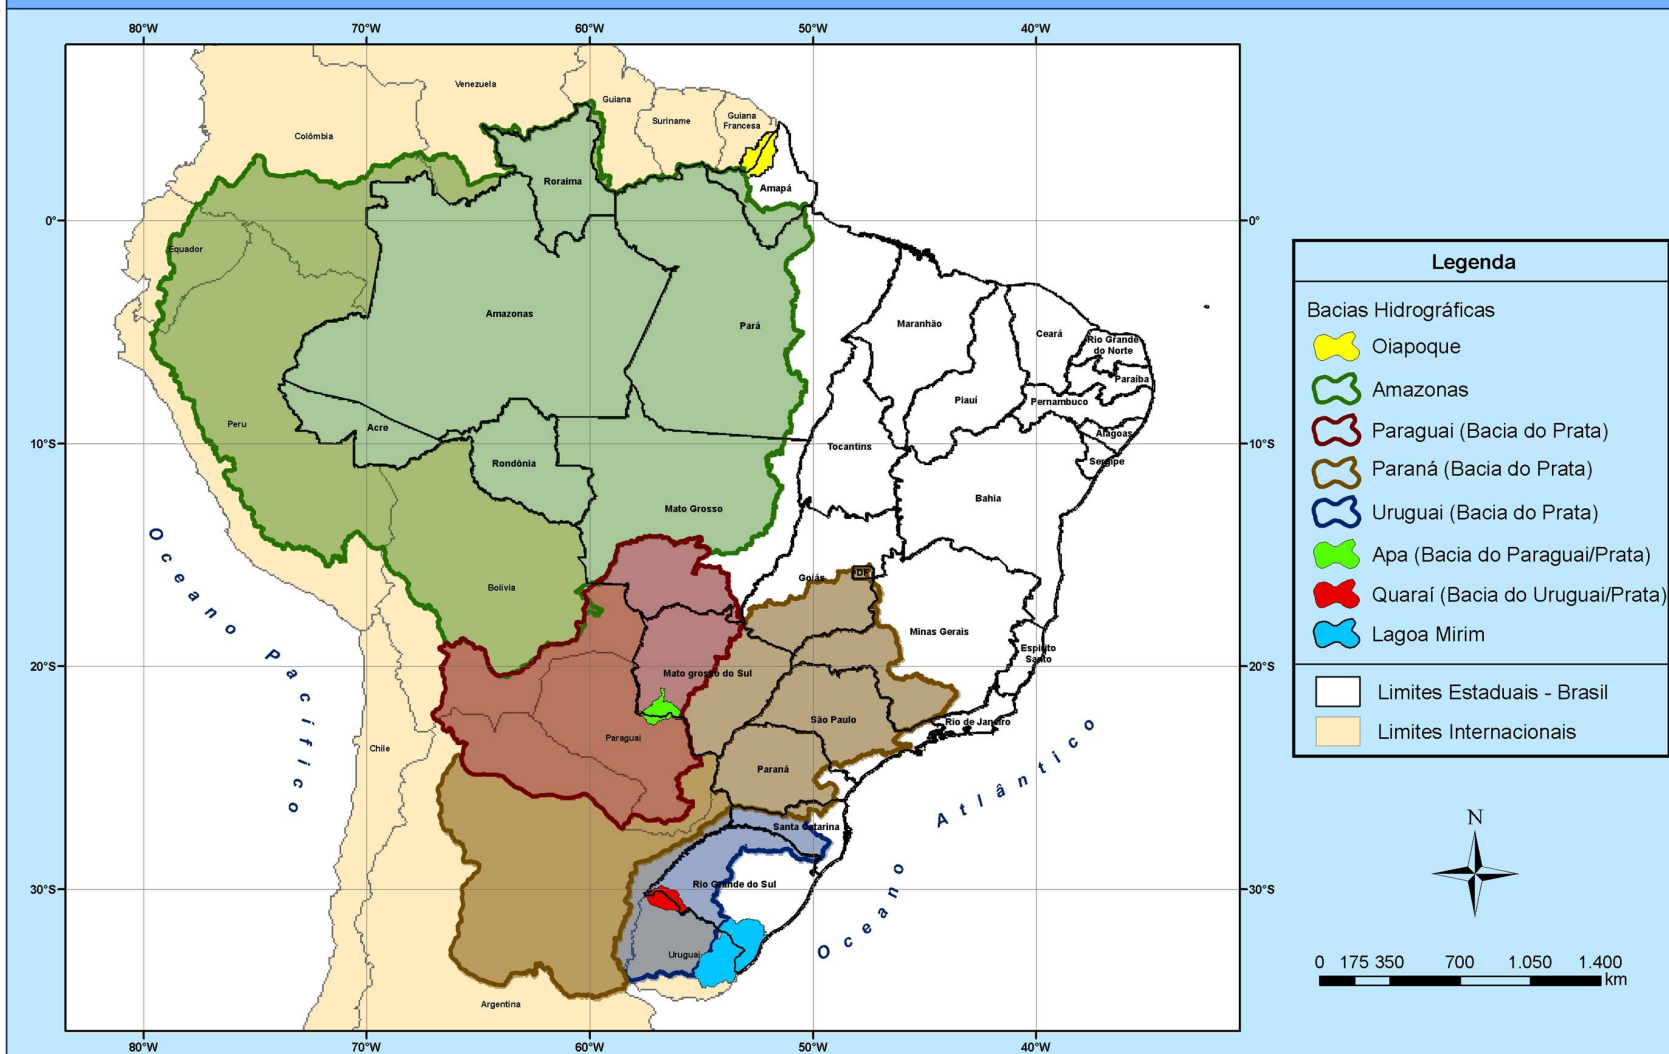 80°W 70°W 60°W 50°W 40°W
Venezuela
Guiana
Suriname
Guiana
Francesa
Colômbia
Roraima
Amapá
0° 0°
Equador
Amazonas
Pará
Maranhão
Ceará
Rio Grande
do Norte
Paraíba
Piauí
Pernambuco
Peru
Acre
Alagoas
10°S 10°S
Tocantins
Rondônia
Sergipe
Bahia
Mato Grosso
Goiás
DF
Bolívia
Minas Gerais
Espírito
Santo
20°S 20°S
Mato grosso do Sul
São Paulo
Rio de Janeiro
Paraguai
Chile
Paraná
Santa Catarina
Rio Grande do Sul
30°S 30°S
Uruguai
Argentina
Oceano Pacífico
Oceano Atlântico
80°W 70°W 60°W 50°W 40°W
Legenda
Bacias Hidrográficas
Oiapoque
Amazonas
Paraguai (Bacia do Prata)
Paraná (Bacia do Prata)
Uruguai (Bacia do Prata)
Apa (Bacia do Paraguai/Prata)
Quaraí (Bacia do Uruguai/Prata)
Lagoa Mirim
Limites Estaduais - Brasil
Limites Internacionais
N
0 175 350 700 1.050 1.400
km